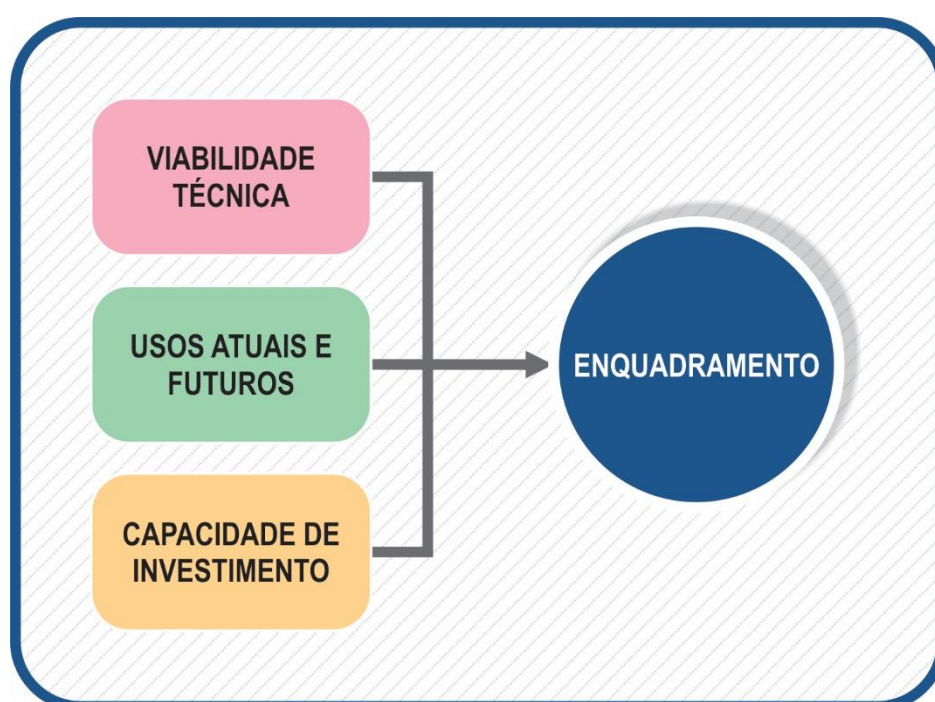 VIABILIDADE
TÉCNICA
USOS ATUAIS E
FUTUROS
CAPACIDADE DE
INVESTIMENTO
ENQUADRAMENTO